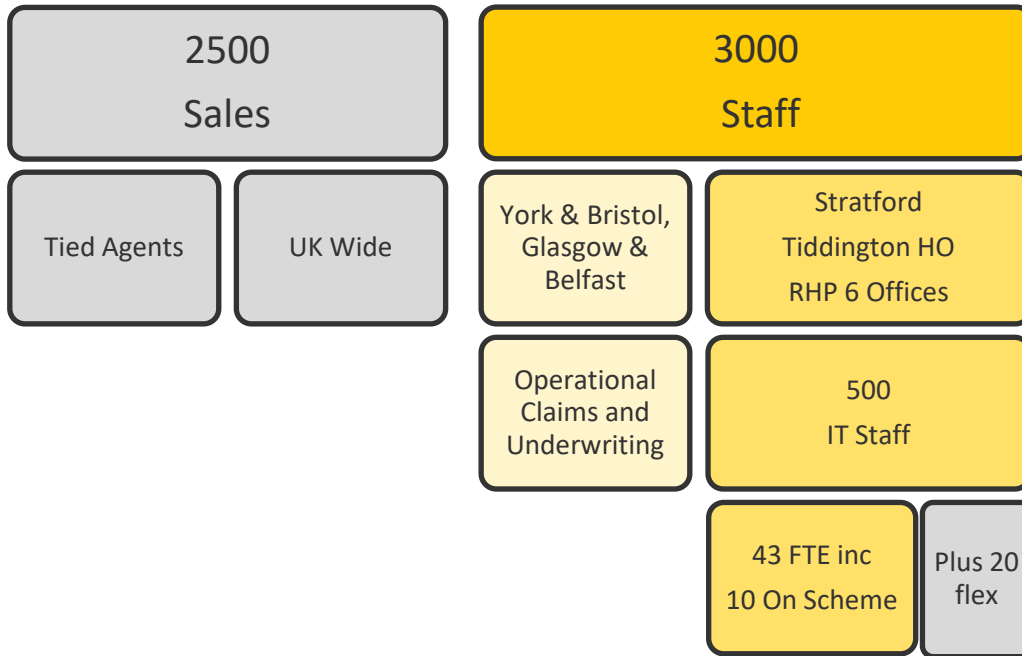 2500
Sales
3000
Staff
Tied Agents
UK Wide
York & Bristol,
Glasgow &
Belfast
Stratford
Tiddington HO
RHP 6 Offices
Operational
Claims and
Underwriting
500
IT Staff
43 FTE inc
10 On Scheme
Plus 20
flex